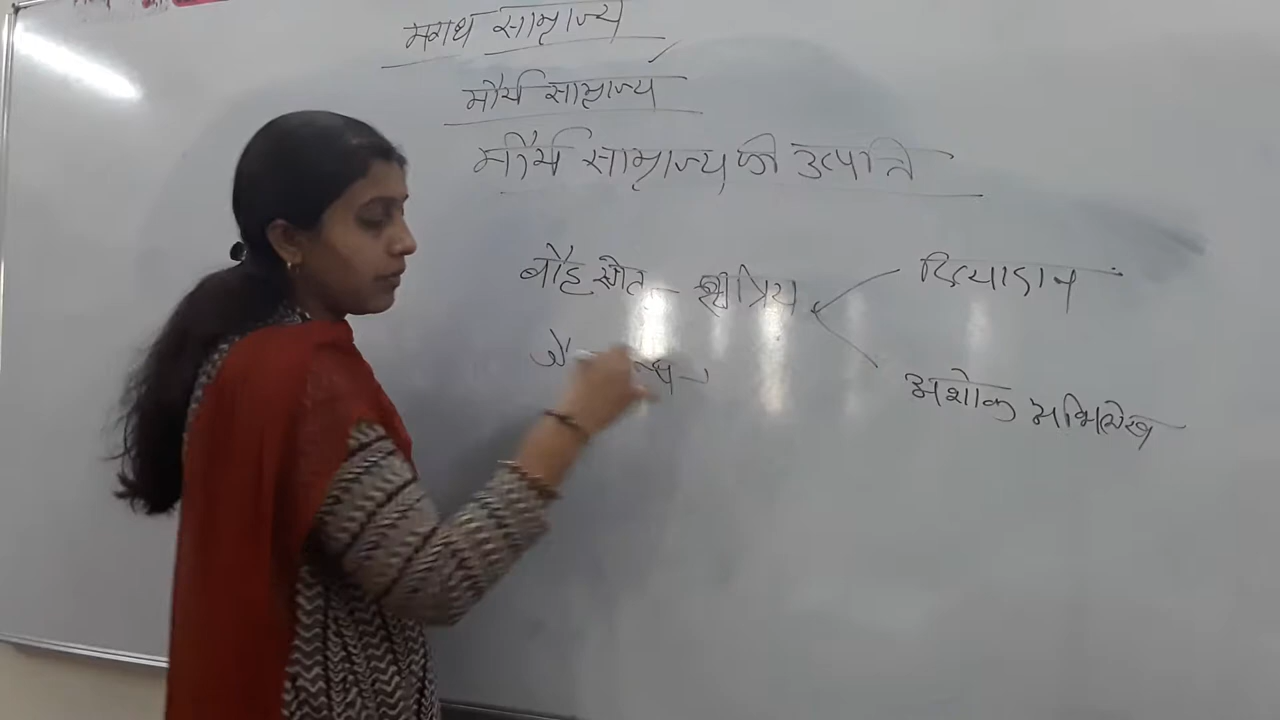 मगध साम्राज्य
मौर्य साम्राज्य
मौर्य साम्राज्य की उत्पत्ति
बौद्ध स्रोत - क्षत्रिय
दिव्यादान
अशोक अभिलेख